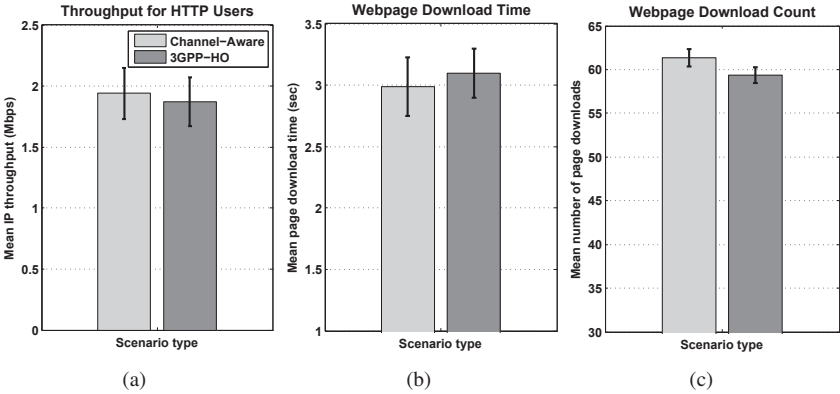 Throughput for HTTP Users
Mean IP throughput (Mbps)
2.5
2
1.5
1
0.5
0
Channel−Aware
3GPP−HO
Scenario type
(a)
Webpage Download Time
Mean page download time (sec)
3.5
3
2.5
2
1.5
1
Scenario type
(b)
Webpage Download Count
Mean number of page downloads
65
60
55
50
45
40
35
30
Scenario type
(c)